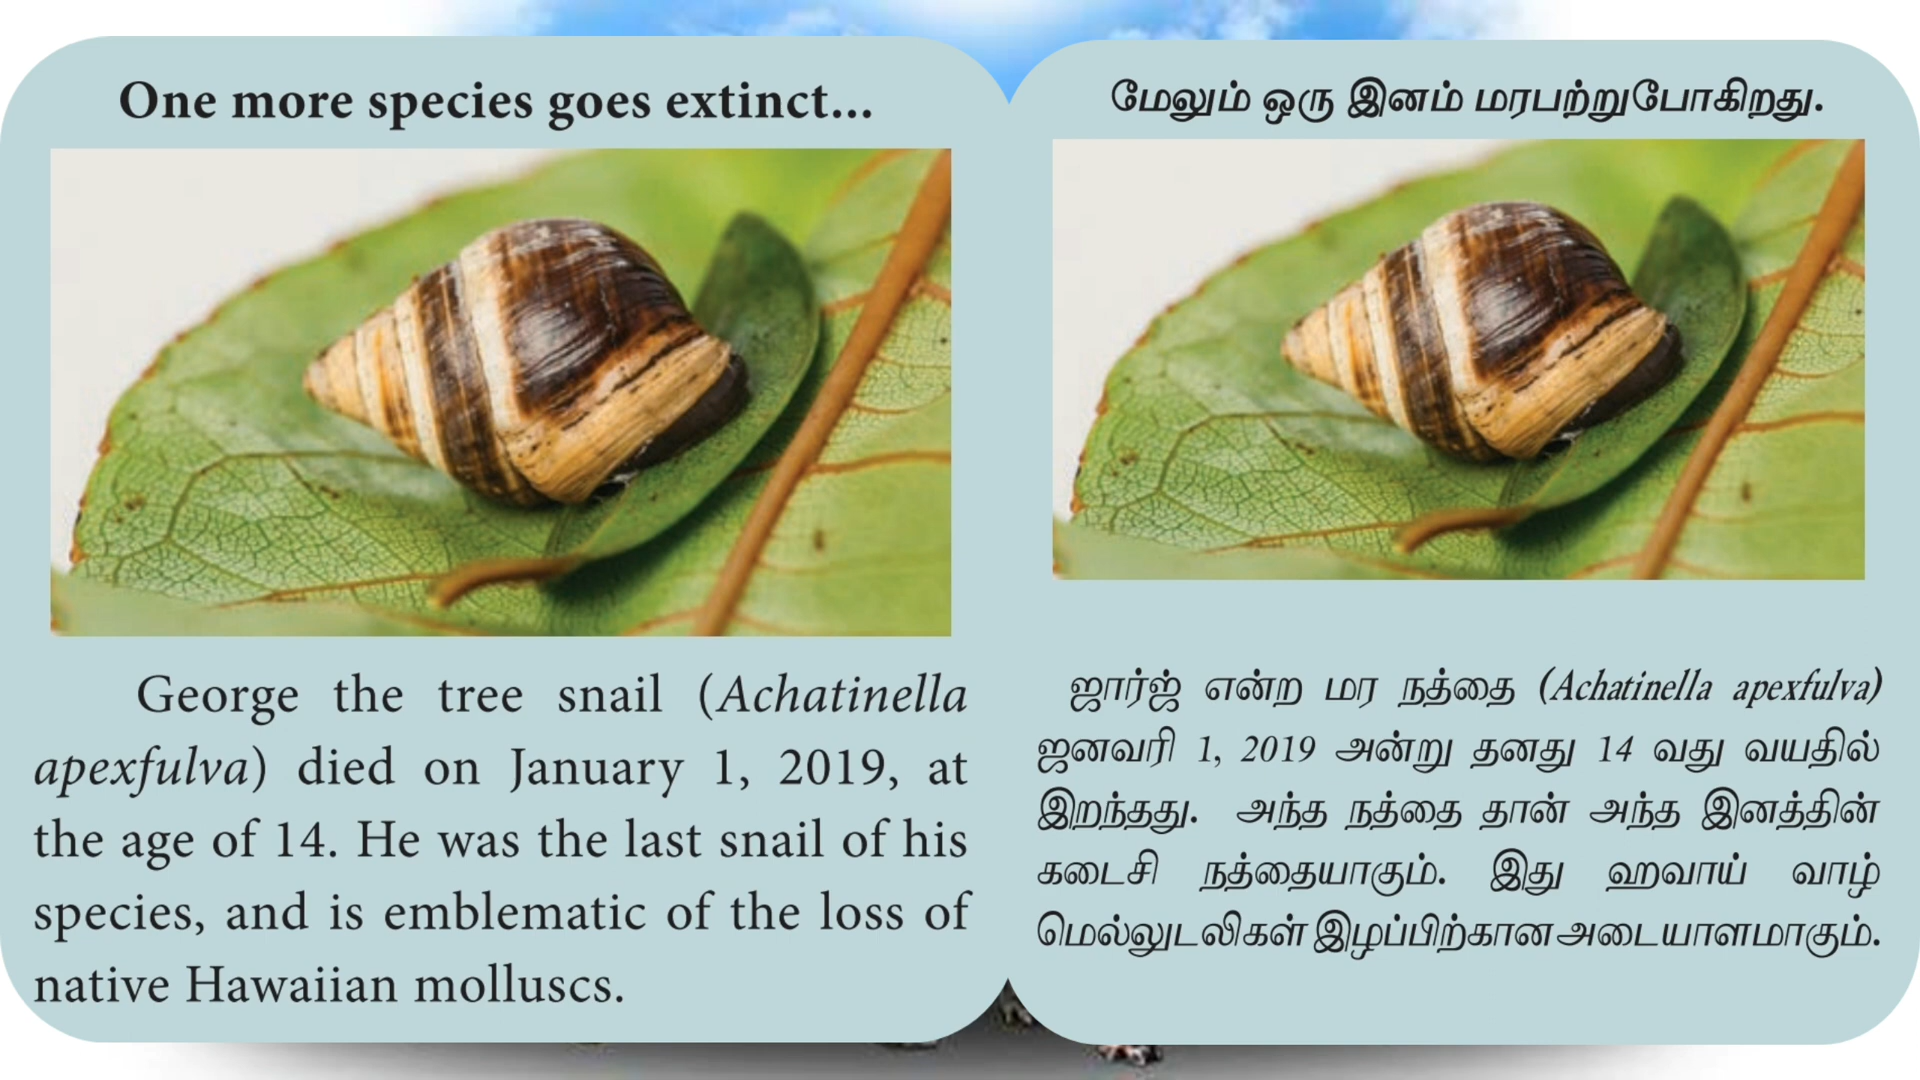 One more species goes extinct...
George the tree snail (Achatinella
apexfulva) died on January 1, 2019, at
the age of 14. He was the last snail of his
species, and is emblematic of the loss of
native Hawaiian molluscs.
மேலும் ஒரு இனம் மரபற்றுபோகிறது.
ஜார்ஜ் என்ற மர நத்தை (Achatinella apexfulva)
ஜனவரி 1, 2019 அன்று தனது 14 வது வயதில்
இறந்தது. அந்த நத்தை தான் அந்த இனத்தின்
கடைசி நத்தையாகும். இது ஹவாய் வாழ்
மெல்லுடலிகள் இழப்பிற்கான அடையாளமாகும்.